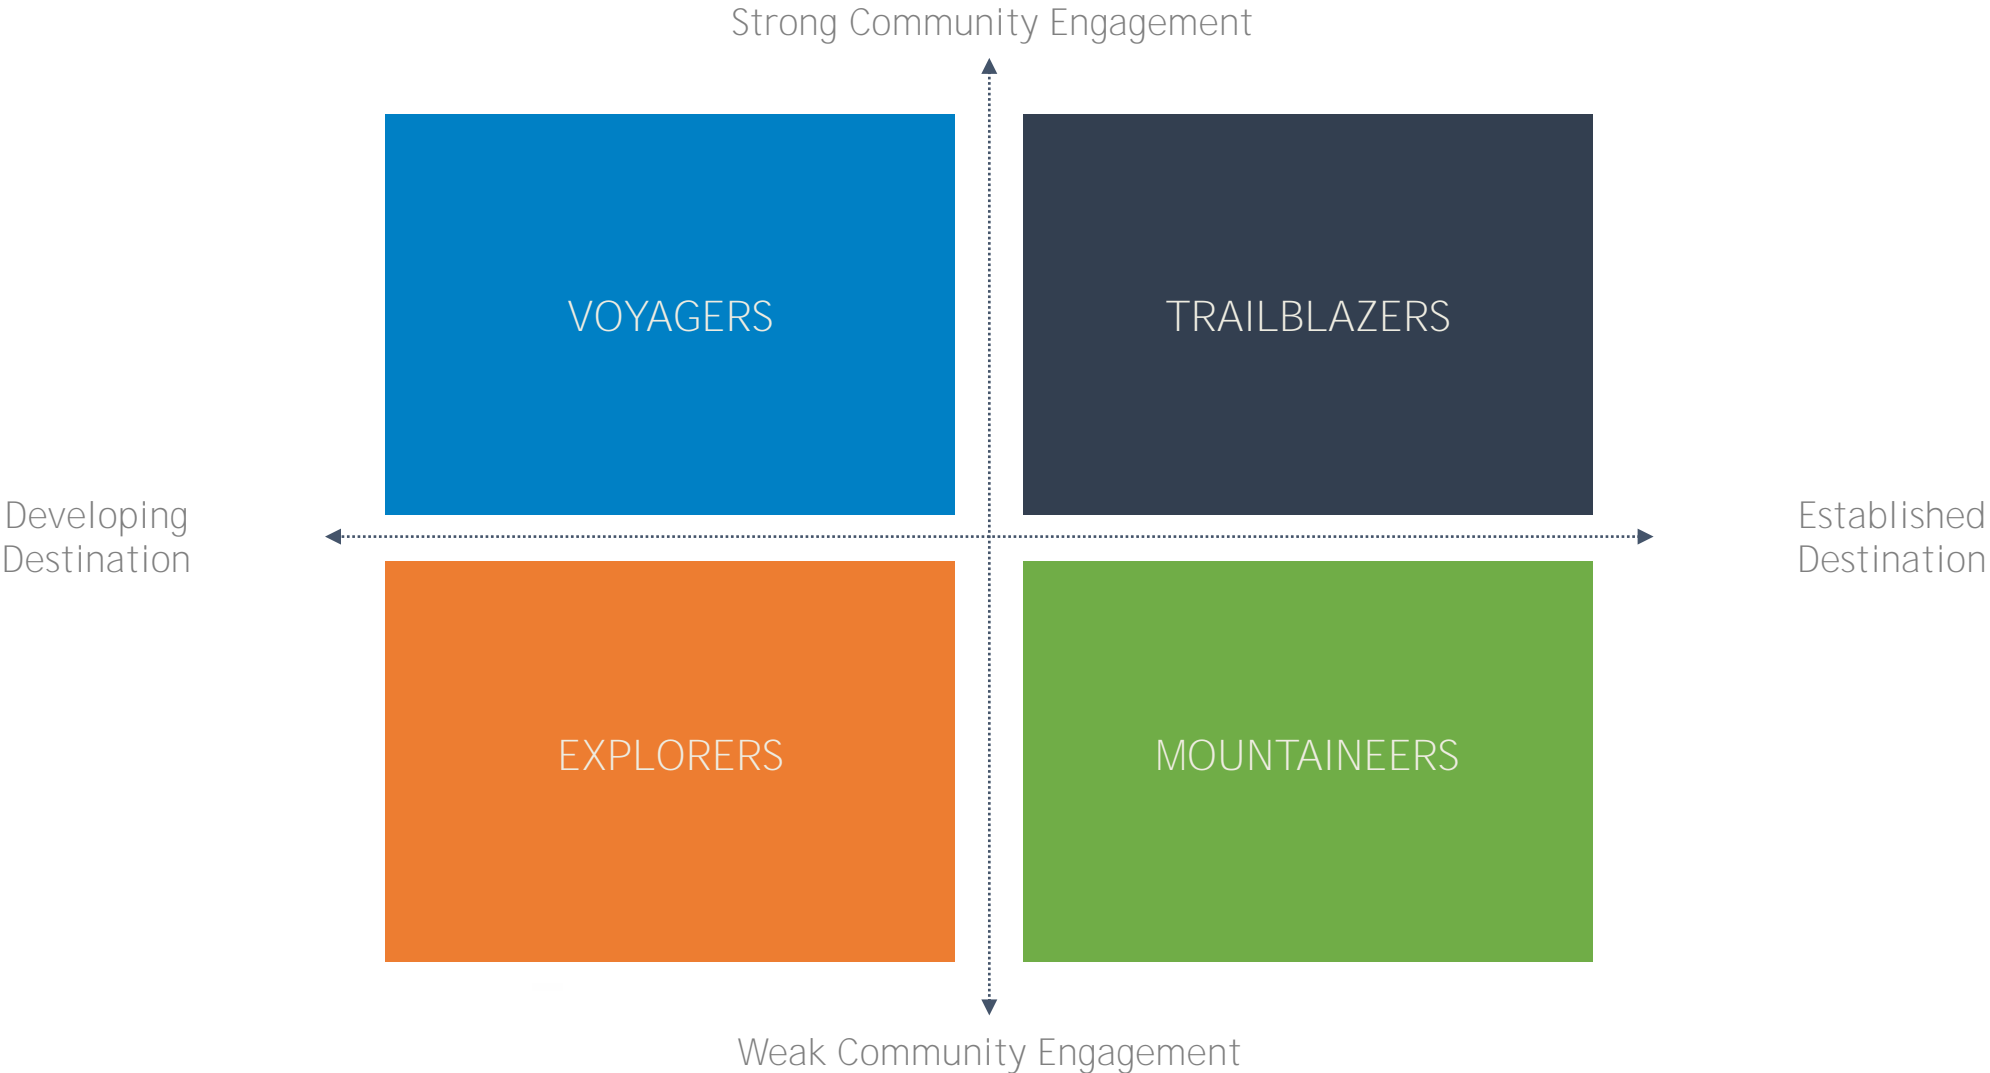 Strong Community Engagement
VOYAGERS
TRAILBLAZERS
Developing
Destination
Established
Destination
EXPLORERS
MOUNTAINEERS
Weak Community Engagement